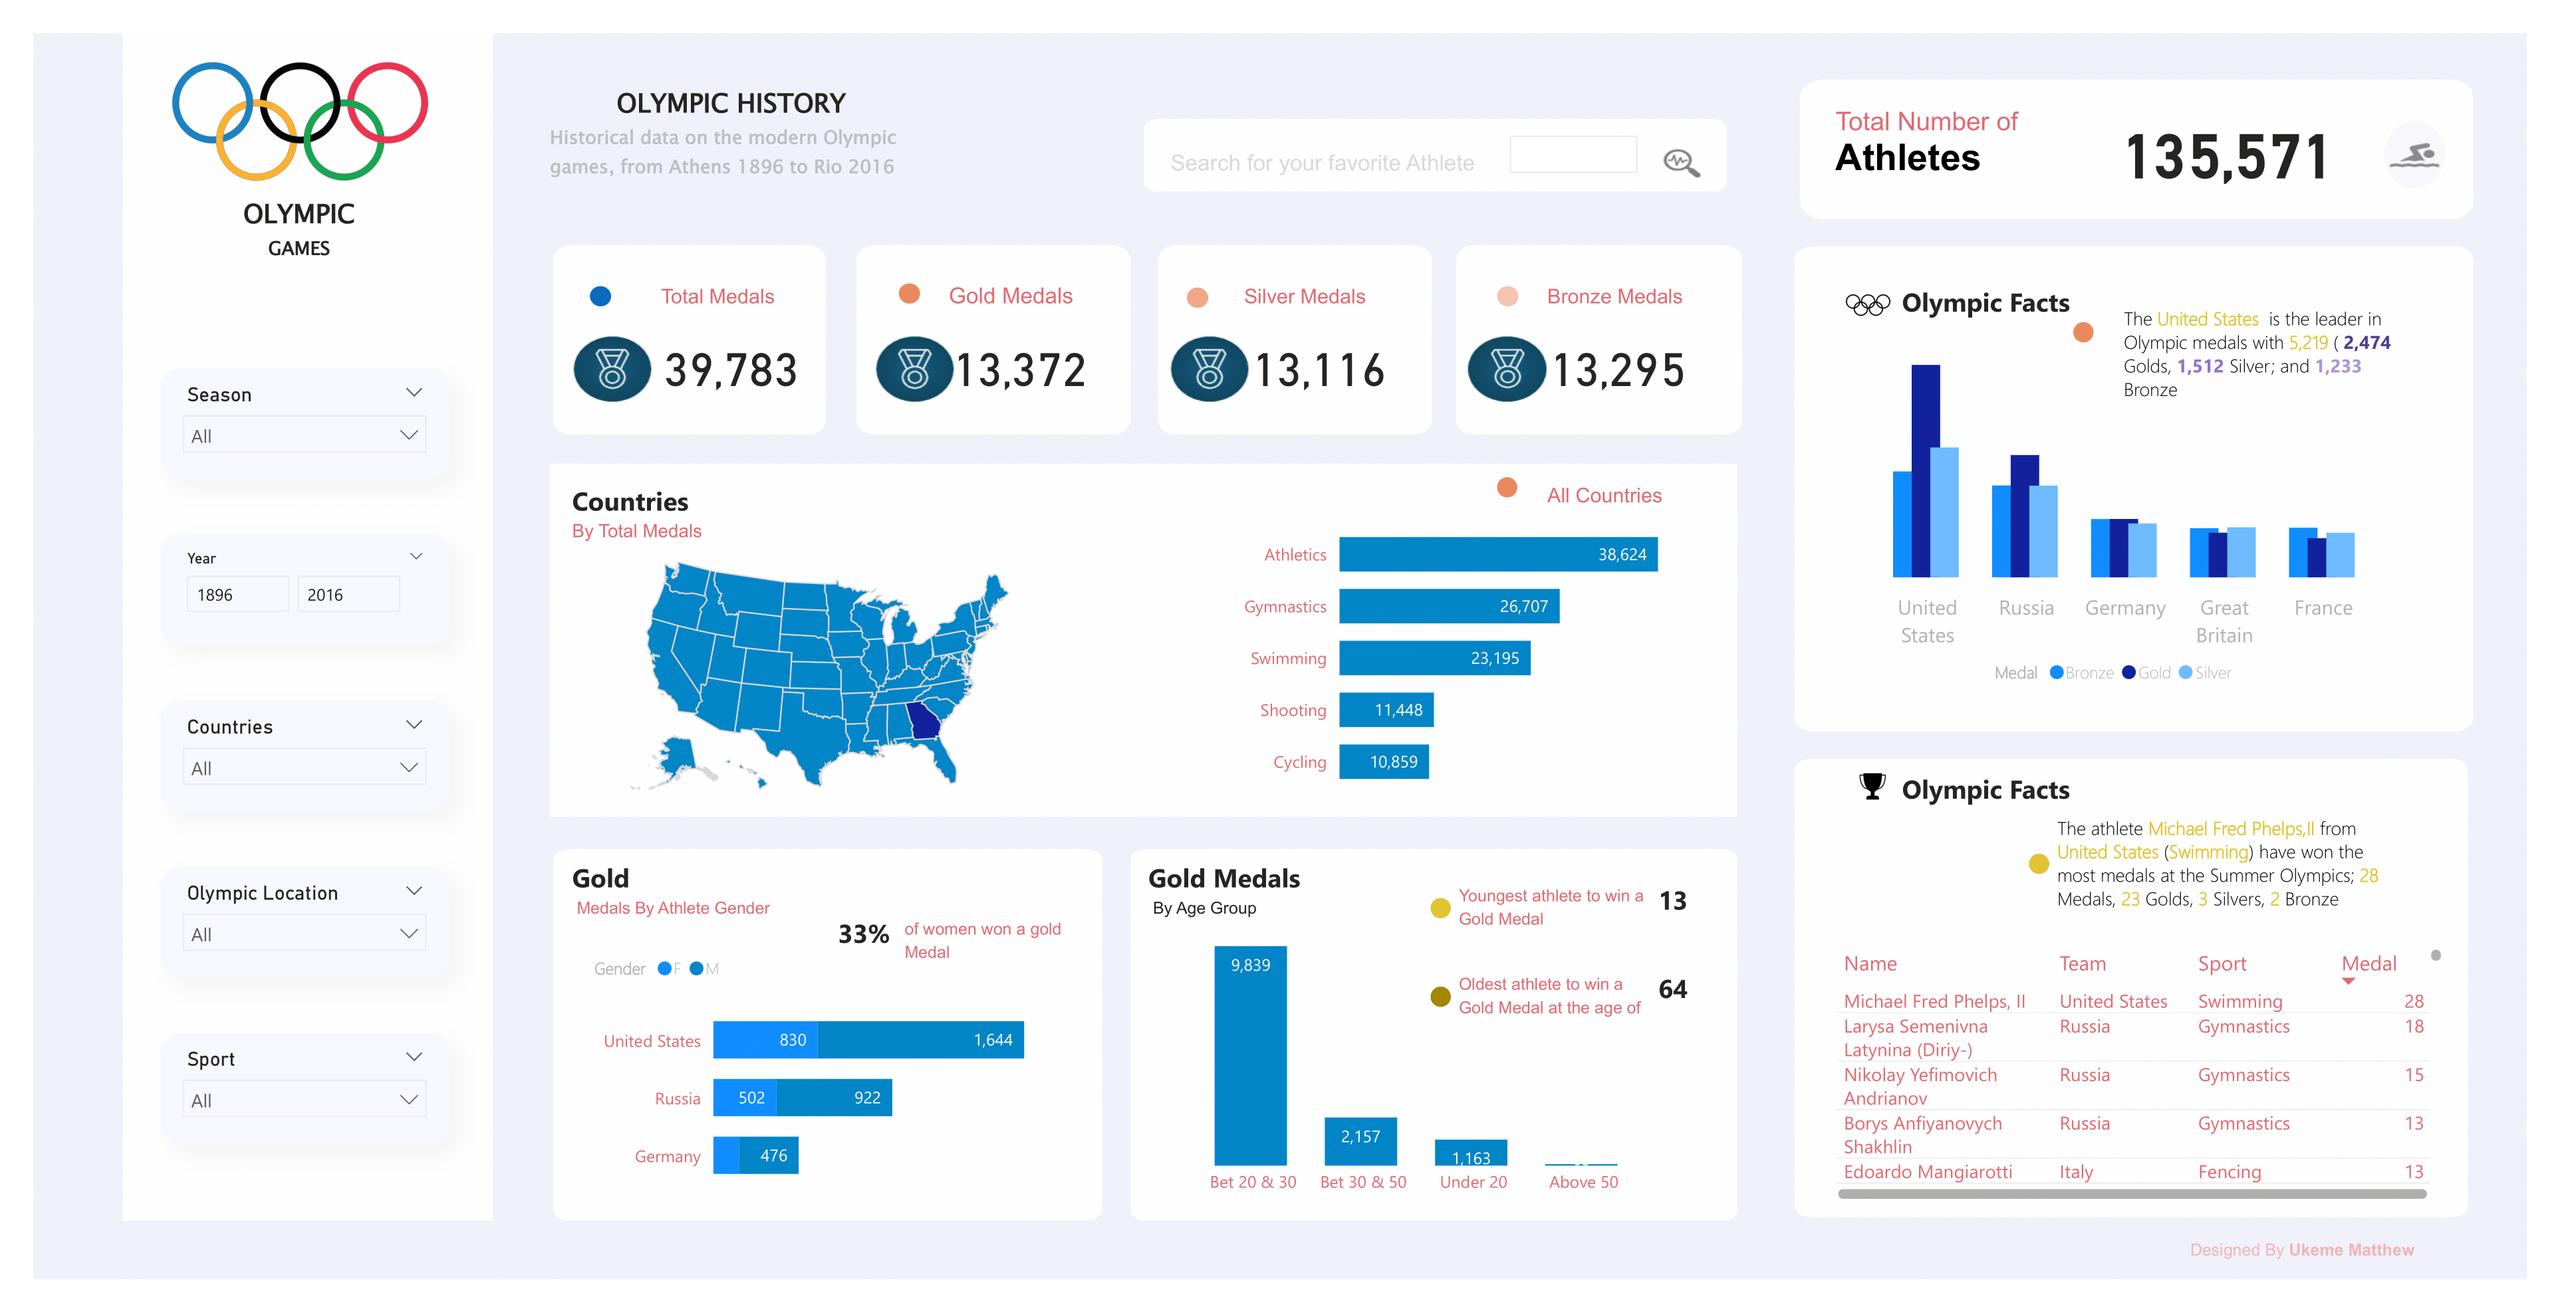 OLYMPIC
GAMES
Season
All
Year
1896 2016
Countries
All
Olympic Location
All
Sport
All
OLYMPIC HISTORY
Historical data on the modern Olympic
games, from Athens 1896 to Rio 2016
Search for your favorite Athlete
Total Number of
Athletes
135,571
Total Medals
39,783
Gold Medals
13,372
Silver Medals
13,116
Bronze Medals
13,295
Countries
By Total Medals
All Countries
Athletics 38,624
Gymnastics 26,707
Swimming 23,195
Shooting 11,448
Cycling 10,859
Gold
Medals By Athlete Gender
33% of women won a gold
Medal
Gender F M
United States 830 1,644
Russia 502 922
Germany 476
Gold Medals
By Age Group
Youngest athlete to win a
Gold Medal
13
Oldest athlete to win a
Gold Medal at the age of
64
9,839
2,157
1,163
Bet 20 & 30 Bet 30 & 50 Under 20 Above 50
Olympic Facts
The United States is the leader in
Olympic medals with 5,219 ( 2,474
Golds, 1,512 Silver; and 1,233
Bronze
United
States
Russia
Germany
Great
Britain
France
Medal Bronze Gold Silver
Olympic Facts
The athlete Michael Fred Phelps,II from
United States (Swimming) have won the
most medals at the Summer Olympics; 28
Medals, 23 Golds, 3 Silvers, 2 Bronze
Name Team Sport Medal
Michael Fred Phelps, II United States Swimming 28
Larysa Semenivna Russia Gymnastics 18
Latynina (Diriy-)
Nikolay Yefimovich Russia Gymnastics 15
Andrianov
Borys Anfiyanovych Russia Gymnastics 13
Shakhlin
Edoardo Mangiarotti Italy Fencing 13
Designed By Ukeme Matthew